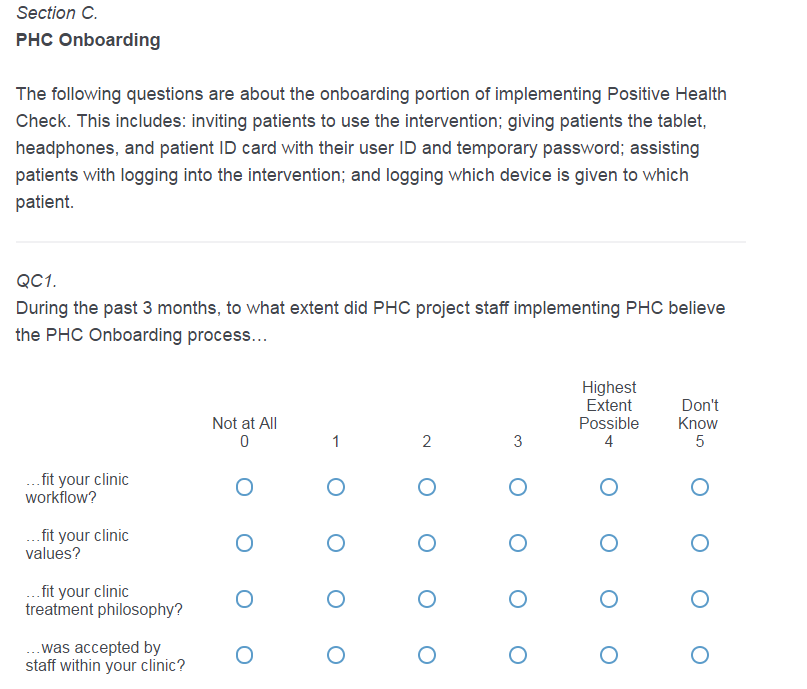 Section C.
PHC Onboarding
The following questions are about the onboarding portion of implementing Positive Health
Check. This includes: inviting patients to use the intervention; giving patients the tablet,
headphones, and patient ID card with their user ID and temporary password; assisting
patients with logging into the intervention; and logging which device is given to which
patient.
QC1.
During the past 3 months, to what extent did PHC project staff implementing PHC believe
the PHC Onboarding process…
Highest
Extent
Don't
Not at All
Possible
Know
0 1 2 3 4 5
…fit your clinic
workflow?
…fit your clinic
values?
…fit your clinic
treatment philosophy?
…was accepted by
staff within your clinic?